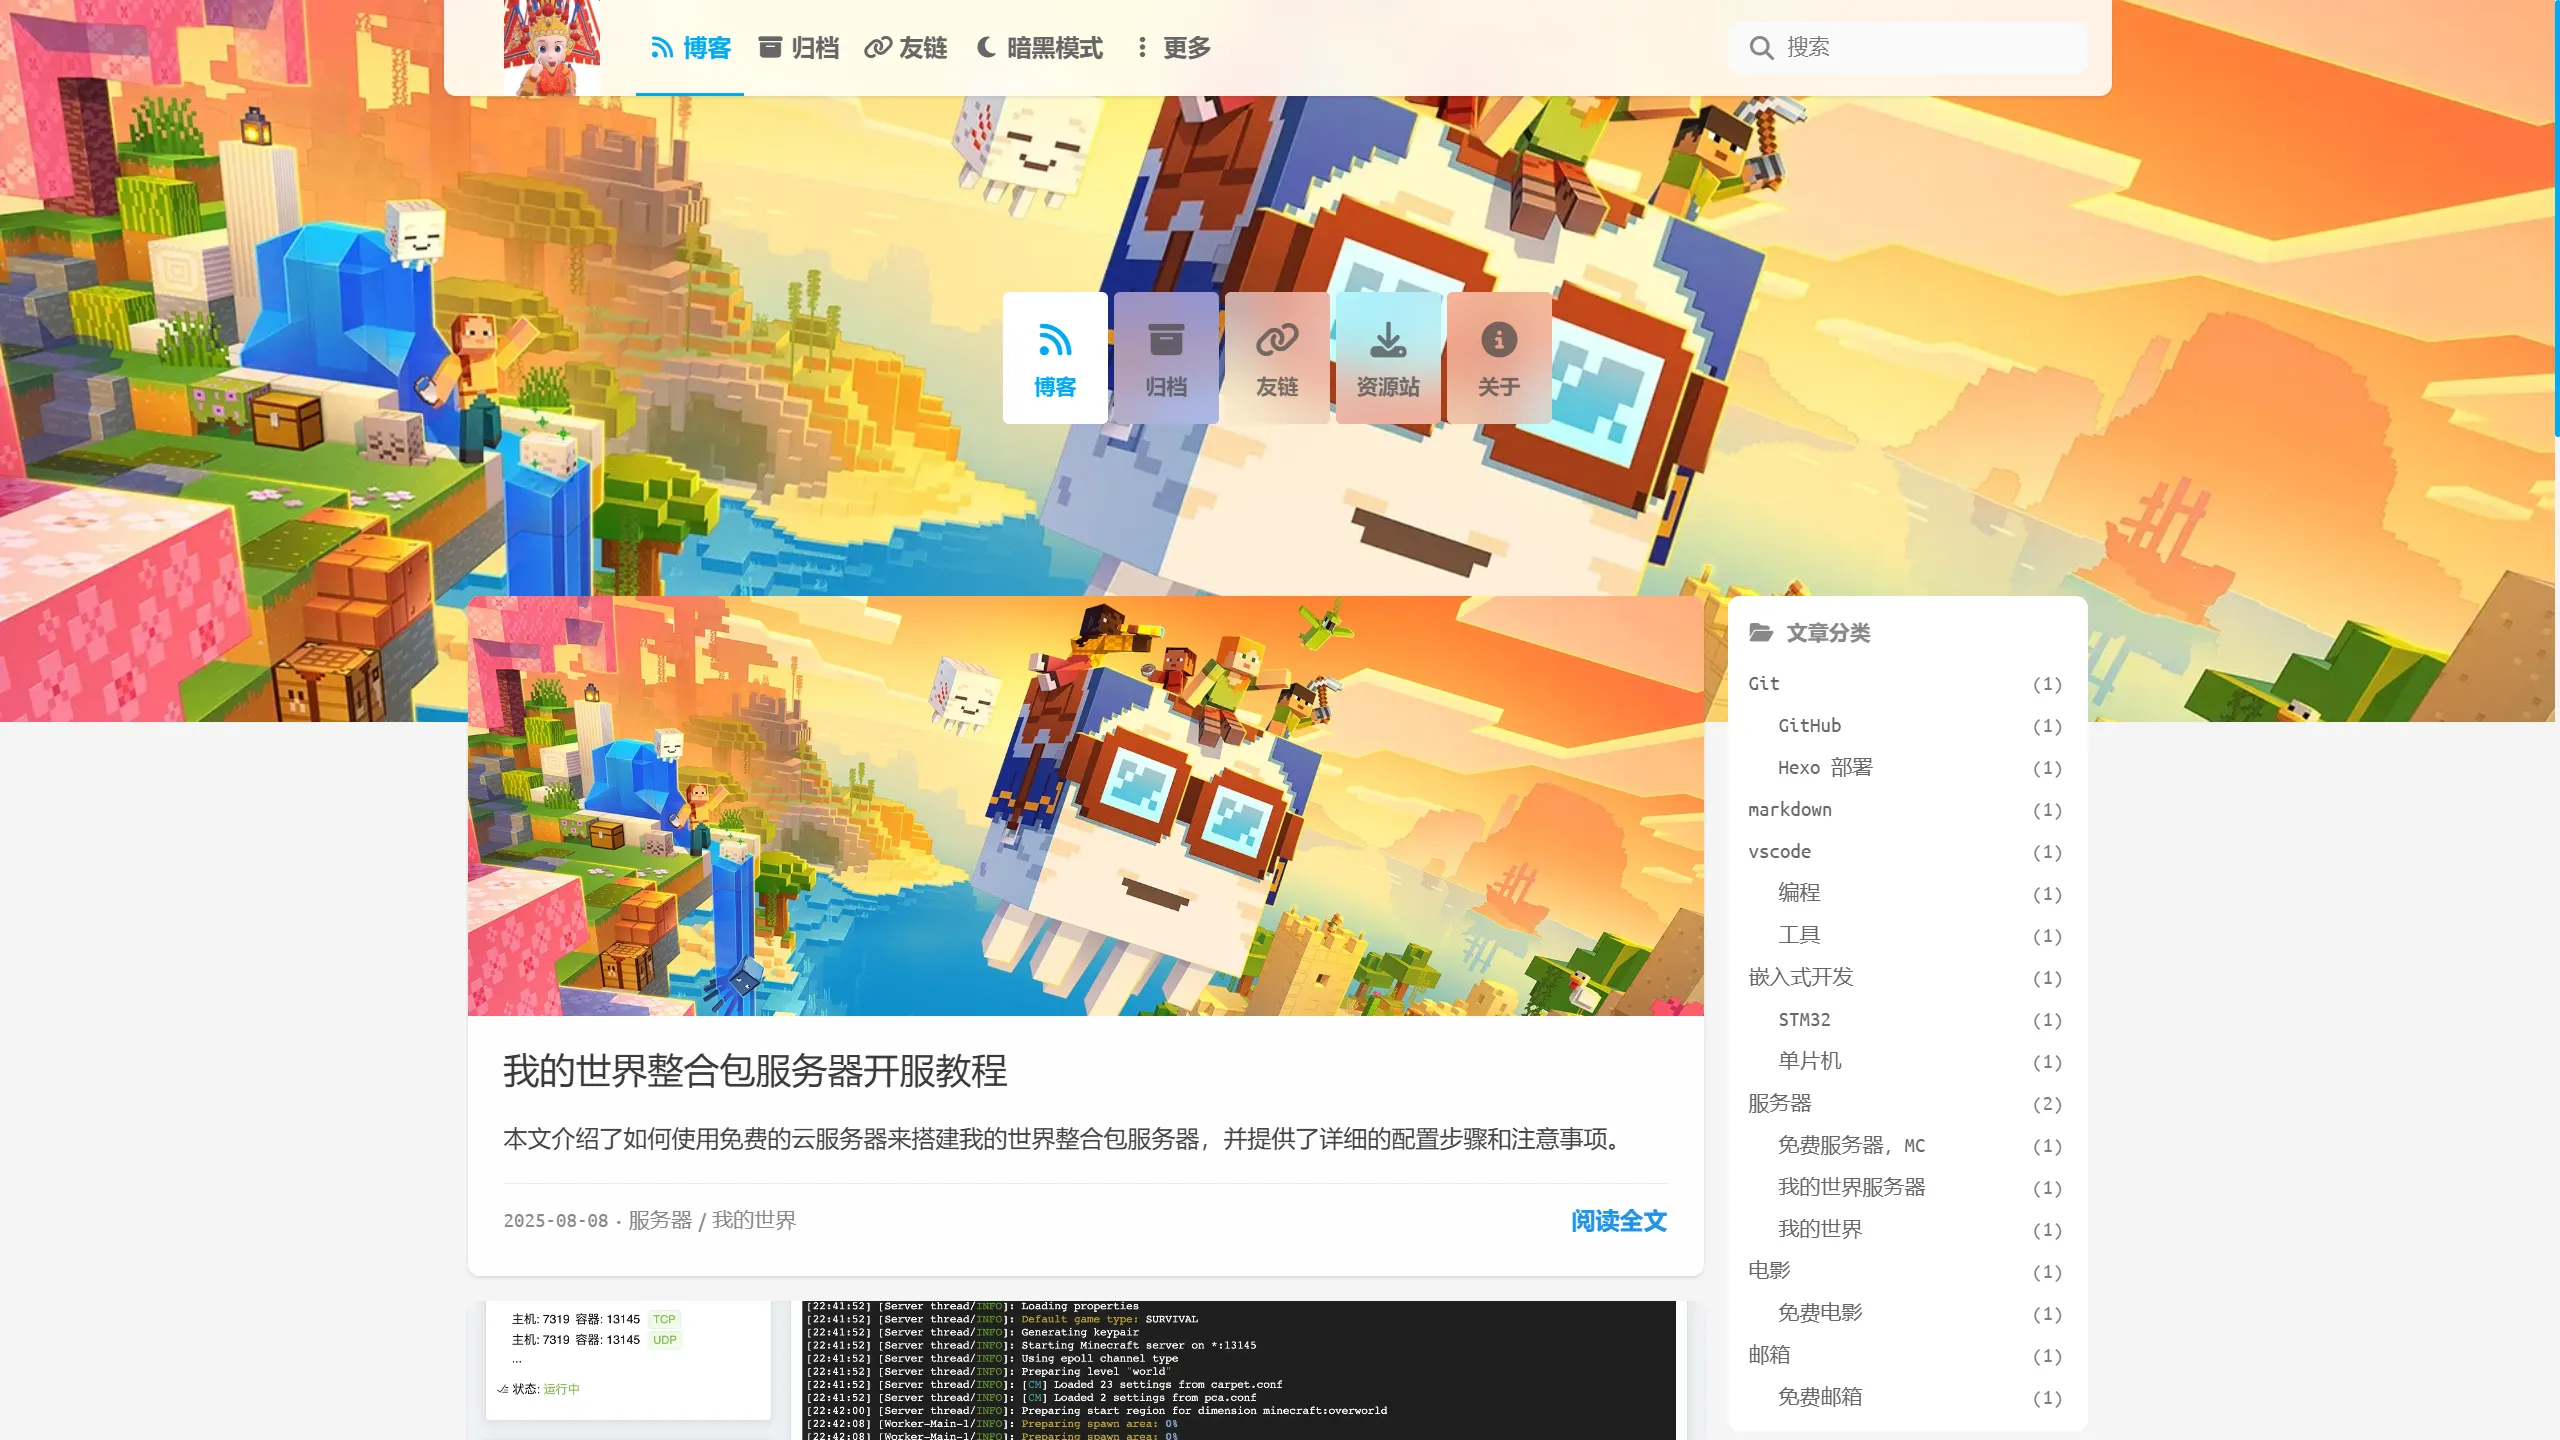 博客 归档 友链 暗黑模式 更多 搜索
博客 归档 友链 资源站 关于
文章分类
Git (1)
GitHub (1)
Hexo 部署 (1)
markdown (1)
vscode (1)
编程 (1)
工具 (1)
嵌入式开发 (1)
STM32 (1)
单片机 (1)
服务器 (2)
免费服务器，MC (1)
我的世界服务器 (1)
我的世界 (1)
电影 (1)
免费电影 (1)
邮箱 (1)
免费邮箱 (1)
我的世界整合包服务器开服教程
本文介绍了如何使用免费的云服务器来搭建我的世界整合包服务器，并提供了详细的配置步骤和注意事项。
2025-08-08 · 服务器 / 我的世界 阅读全文
主机: 7319 容器: 13145 TCP
主机: 7319 容器: 13145 UDP
...
状态: 运行中
[22:41:52] [Server thread/INFO]: Loading properties
[22:41:52] [Server thread/INFO]: Default game type: SURVIVAL
[22:41:52] [Server thread/INFO]: Generating keypair
[22:41:52] [Server thread/INFO]: Starting Minecraft server on *:13145
[22:41:52] [Server thread/INFO]: Using epoll channel type
[22:41:52] [Server thread/INFO]: Preparing level "world"
[22:41:52] [Server thread/INFO]: [CM] Loaded 23 settings from carpet.conf
[22:41:52] [Server thread/INFO]: [CM] Loaded 2 settings from pca.conf
[22:42:00] [Server thread/INFO]: Preparing start region for dimension minecraft:overworld
[22:42:08] [Worker-Main-1/INFO]: Preparing spawn area: 0%
[22:42:08] [Worker-Main-1/INFO]: Preparing spawn area: 0%